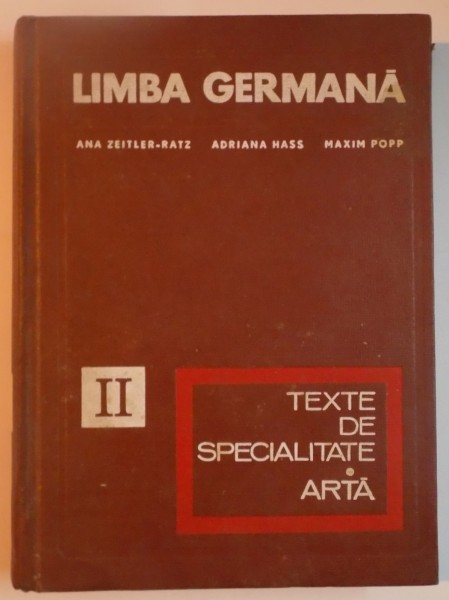 LIMBA GERMANĂ
ANA ZEITLER-RATZ ADRIANA HASS MAXIM POPP
II
TEXTE
DE
SPECIALITATE
• ARTĂ